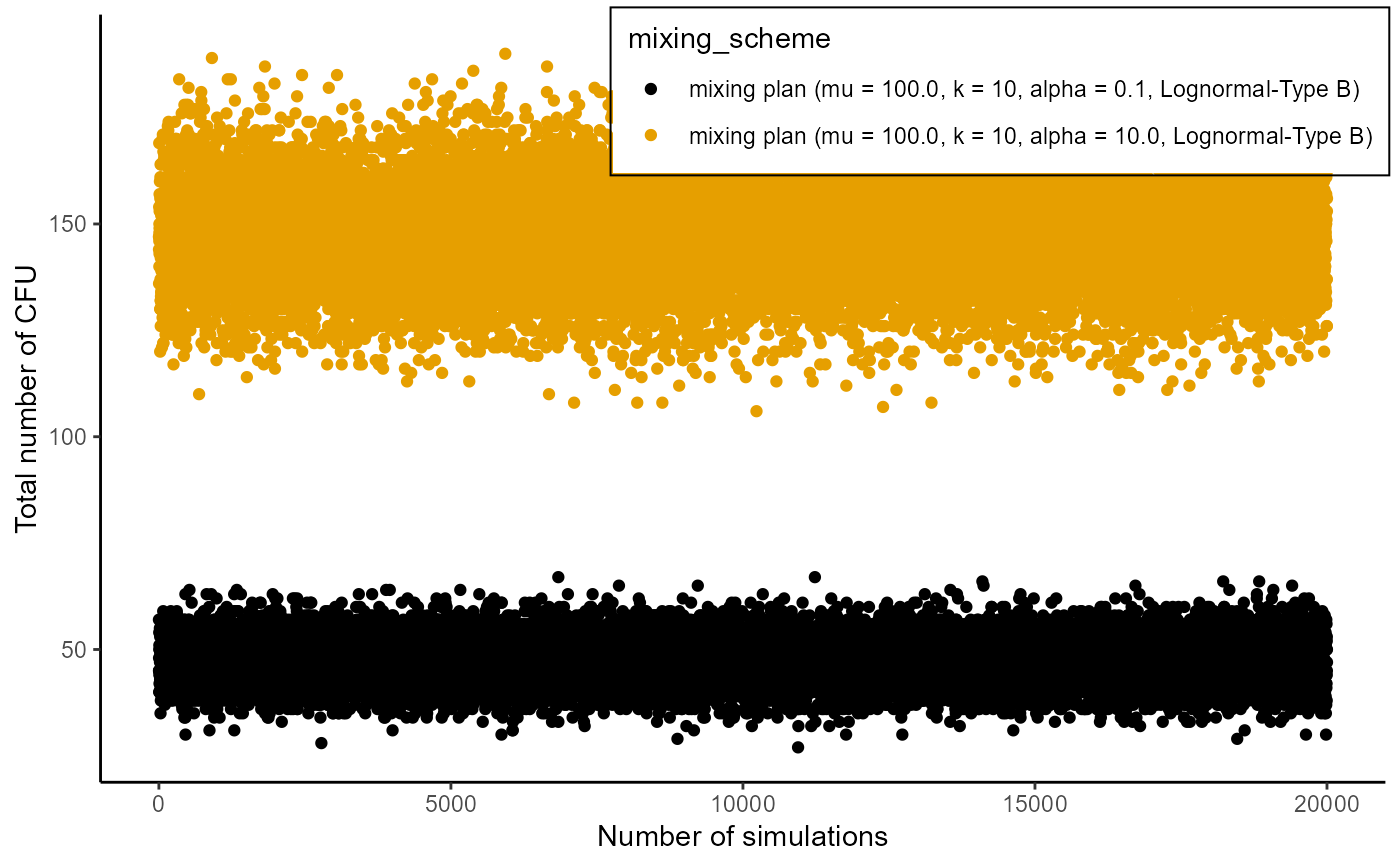 mixing_scheme
mixing plan (mu = 100.0, k = 10, alpha = 0.1, Lognormal-Type B)
mixing plan (mu = 100.0, k = 10, alpha = 10.0, Lognormal-Type B)
Total number of CFU
150
100
50
0 5000 10000 15000 20000
Number of simulations